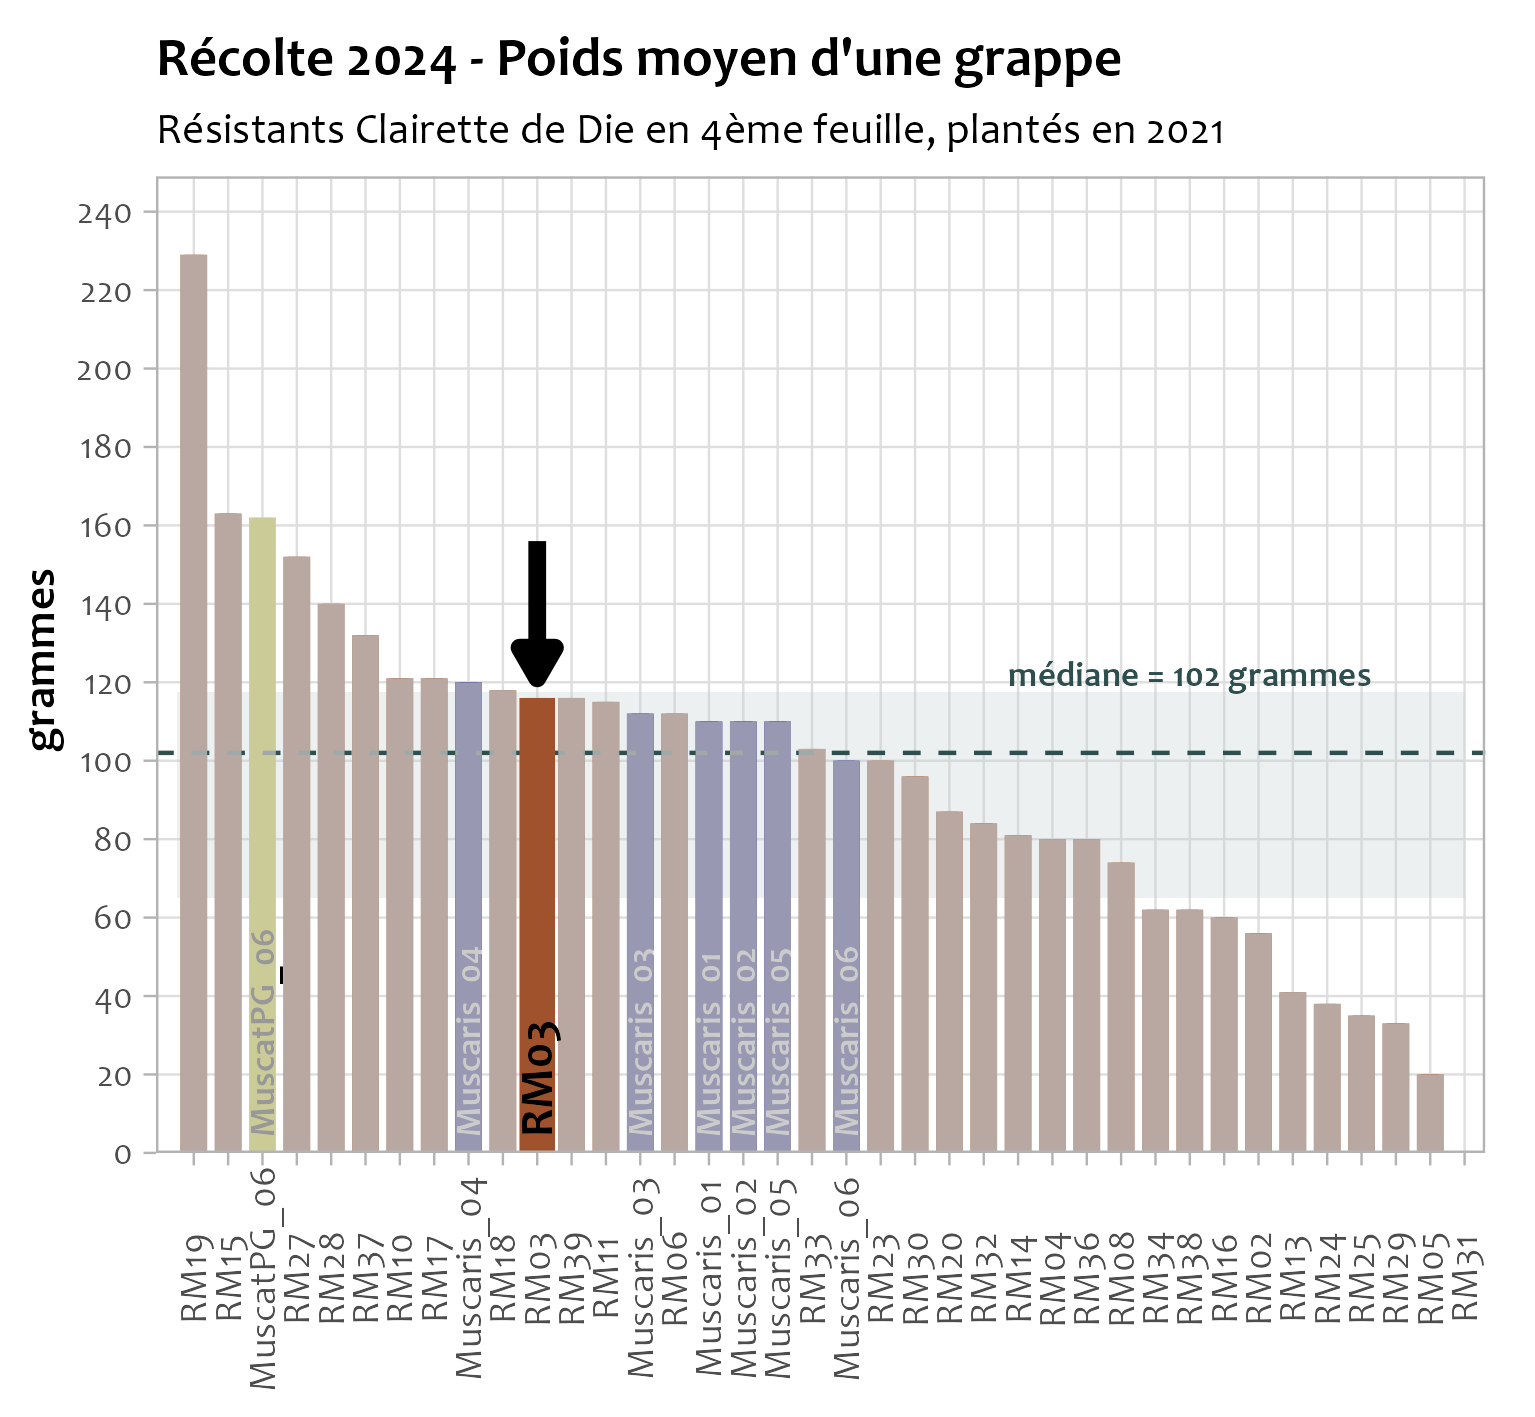 Récolte 2024 - Poids moyen d'une grappe
Résistants Clairette de Die en 4ème feuille, plantés en 2021
grammes
240
220
200
180
160
140
120
100
80
60
40
20
0
médiane = 102 grammes
MuscatPG_06
Muscaris_04
RM03
Muscaris_03
Muscaris_01
Muscaris_02
Muscaris_05
Muscaris_06
RM19
RM15
MuscatPG_06
RM27
RM28
RM37
RM10
RM17
Muscaris_04
RM18
RM03
RM39
RM11
Muscaris_03
RM06
Muscaris_01
Muscaris_02
Muscaris_05
RM33
Muscaris_06
RM23
RM30
RM20
RM32
RM14
RM04
RM36
RM08
RM34
RM38
RM16
RM02
RM13
RM24
RM25
RM29
RM05
RM31